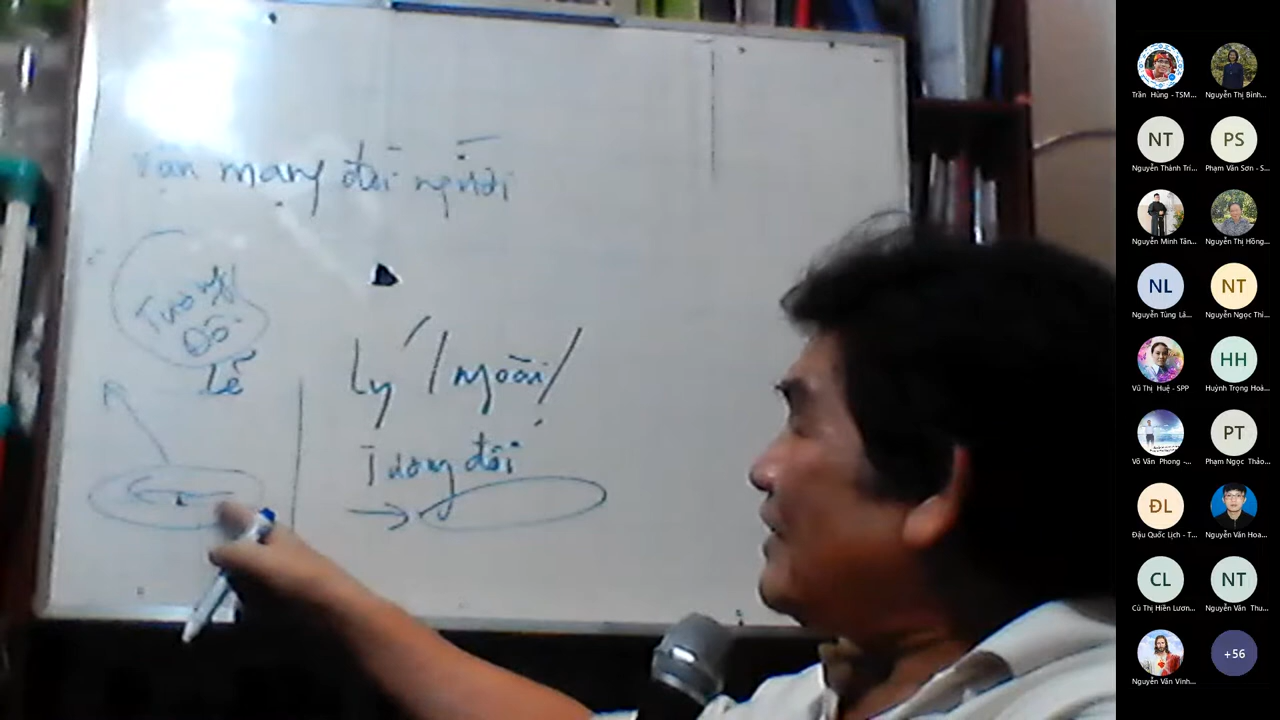 vận mạng đời người
Tương
Đối
Lễ
Lý / ngoài /
Tương đối
Trần Hùng - TSM...
Nguyễn Thị Bình...
NT
PS
Nguyễn Thành Trí...
Phạm Văn Sơn - S...
Nguyễn Minh Tân...
Nguyễn Thị Hồng...
NL
NT
Nguyễn Tùng Lâ...
Nguyễn Ngọc Thi...
HH
Vũ Thị Huệ - SPP
Huỳnh Trọng Hoà...
PT
Võ Văn Phong -...
Phạm Ngọc Thảo...
ĐL
Đậu Quốc Lịch - T...
Nguyễn Văn Hoa...
CL
NT
Cù Thị Hiền Lươn...
Nguyễn Văn Thu...
+56
Nguyễn Văn Vinh...